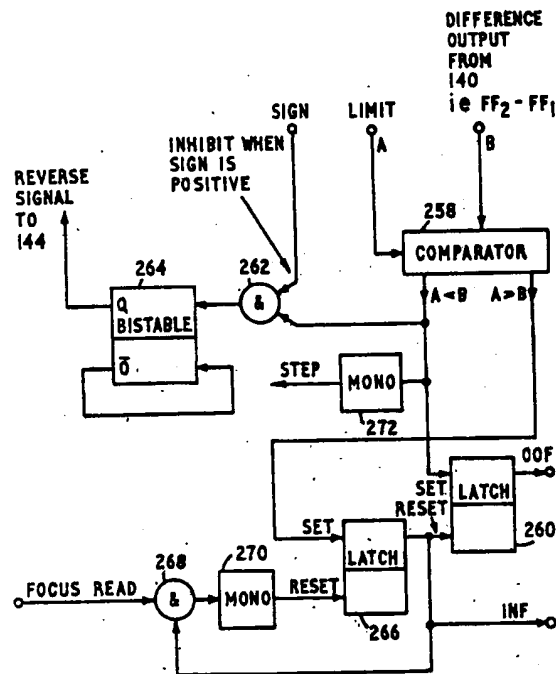 DIFFERENCE
OUTPUT
FROM
140
ie FF2-FF1
SIGN
LIMIT
A
B
INHIBIT WHEN
SIGN IS
POSITIVE
REVERSE
SIGNAL
TO
144
258
COMPARATOR
264
262
A<B
A>B
Q
BISTABLE
&
Q̅
STEP
MONO
272
OOF
SET
LATCH
RESET
260
SET
270
LATCH
268
FOCUS READ
&
MONO
RESET
266
INF